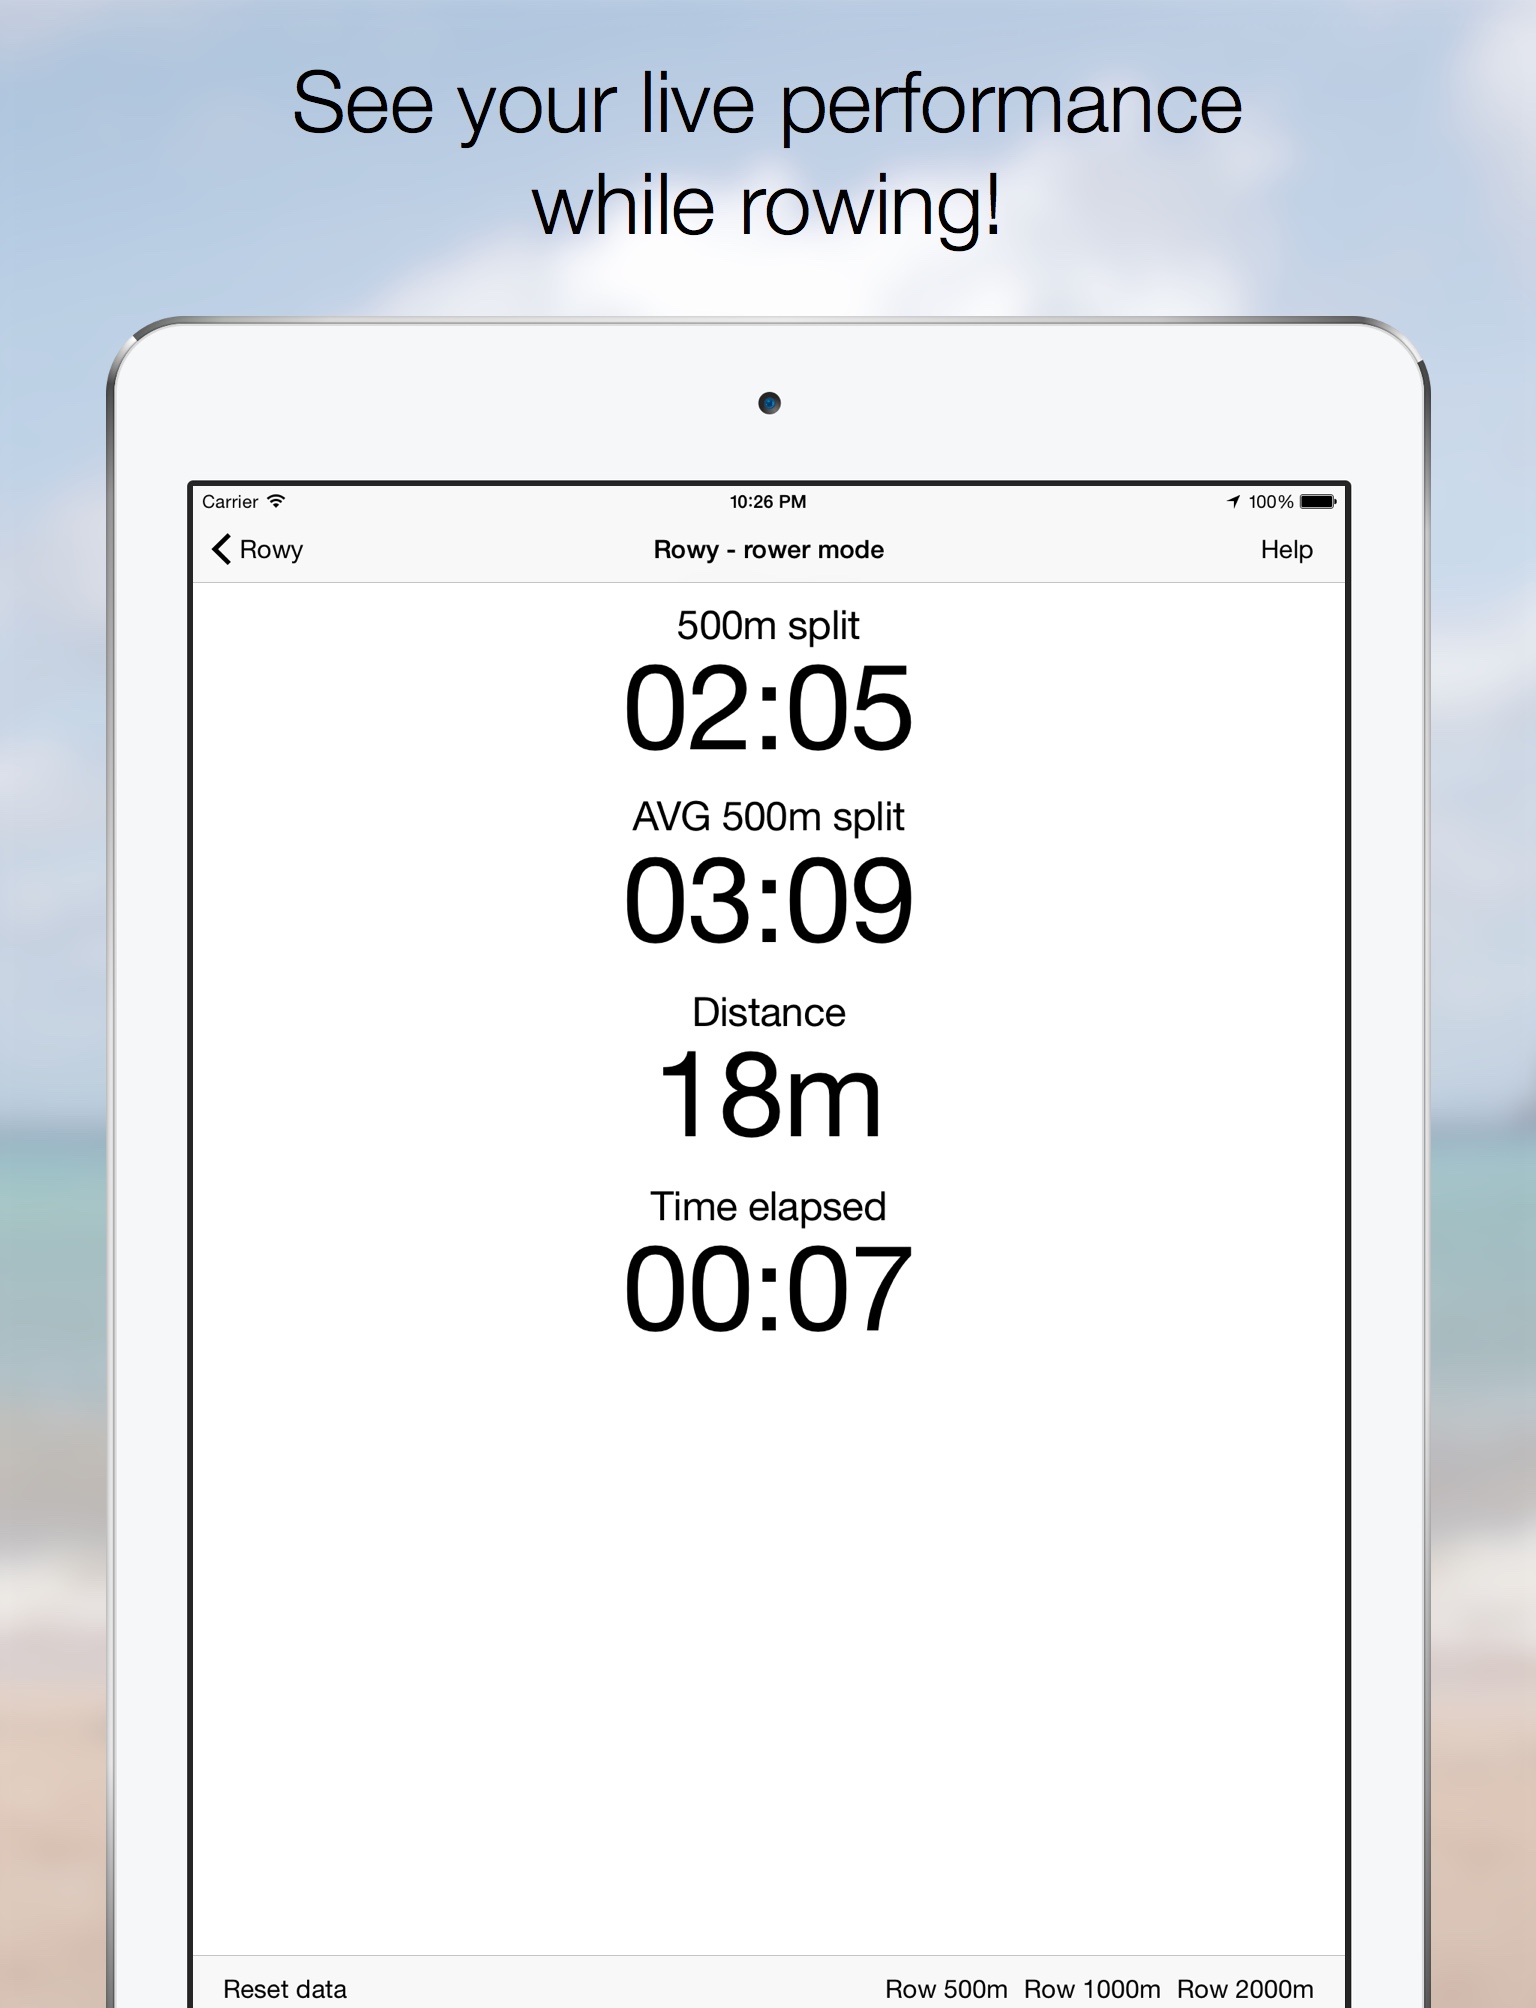 See your live performance
while rowing!
Carrier 10:26 PM 100%
Rowy Rowy - rower mode Help
500m split
02:05
AVG 500m split
03:09
Distance
18m
Time elapsed
00:07
Reset data Row 500m Row 1000m Row 2000m